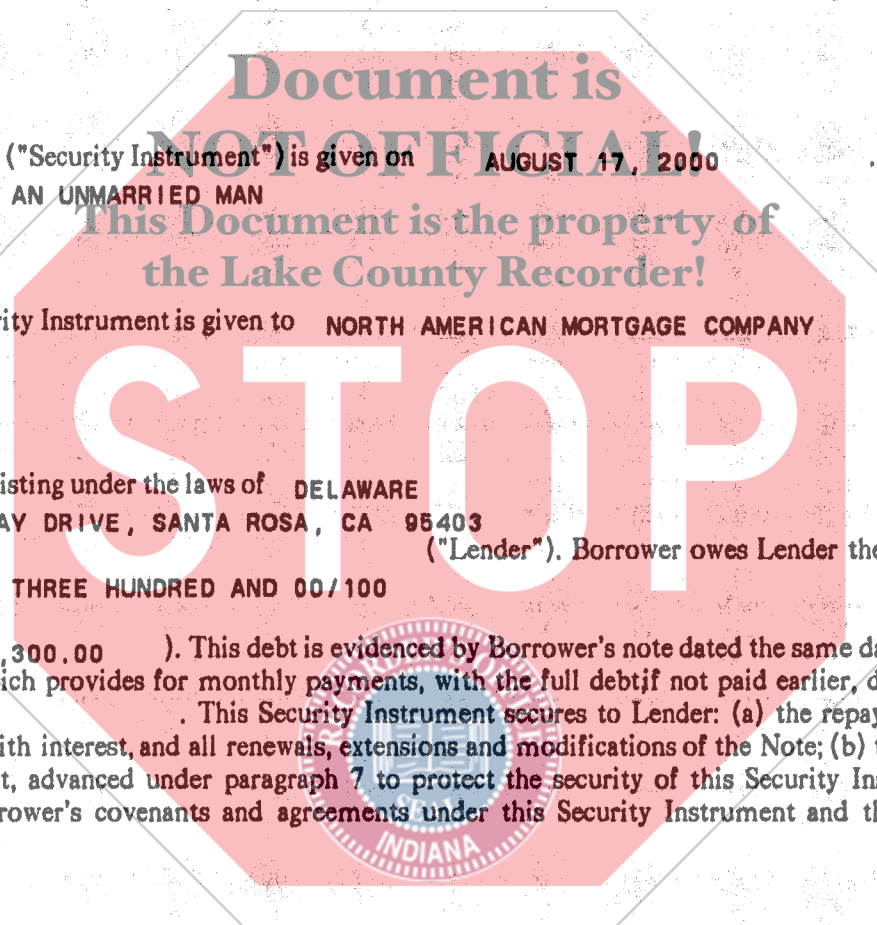 Document is
NOT OFFICIAL!
("Security Instrument") is given on AUGUST 17, 2000 .
AN UNMARRIED MAN
This Document is the property of
the Lake County Recorder!
rity Instrument is given to NORTH AMERICAN MORTGAGE COMPANY
STOP
isting under the laws of DELAWARE
AY DRIVE, SANTA ROSA, CA 95403
("Lender"). Borrower owes Lender the
THREE HUNDRED AND 00/100
,300.00 ). This debt is evidenced by Borrower's note dated the same da
ich provides for monthly payments, with the full debt,if not paid earlier, d
. This Security Instrument secures to Lender: (a) the repay
ith interest, and all renewals, extensions and modifications of the Note; (b) t
t, advanced under paragraph 7 to protect the security of this Security Ins
rower's covenants and agreements under this Security Instrument and th
SEAL
INDIANA